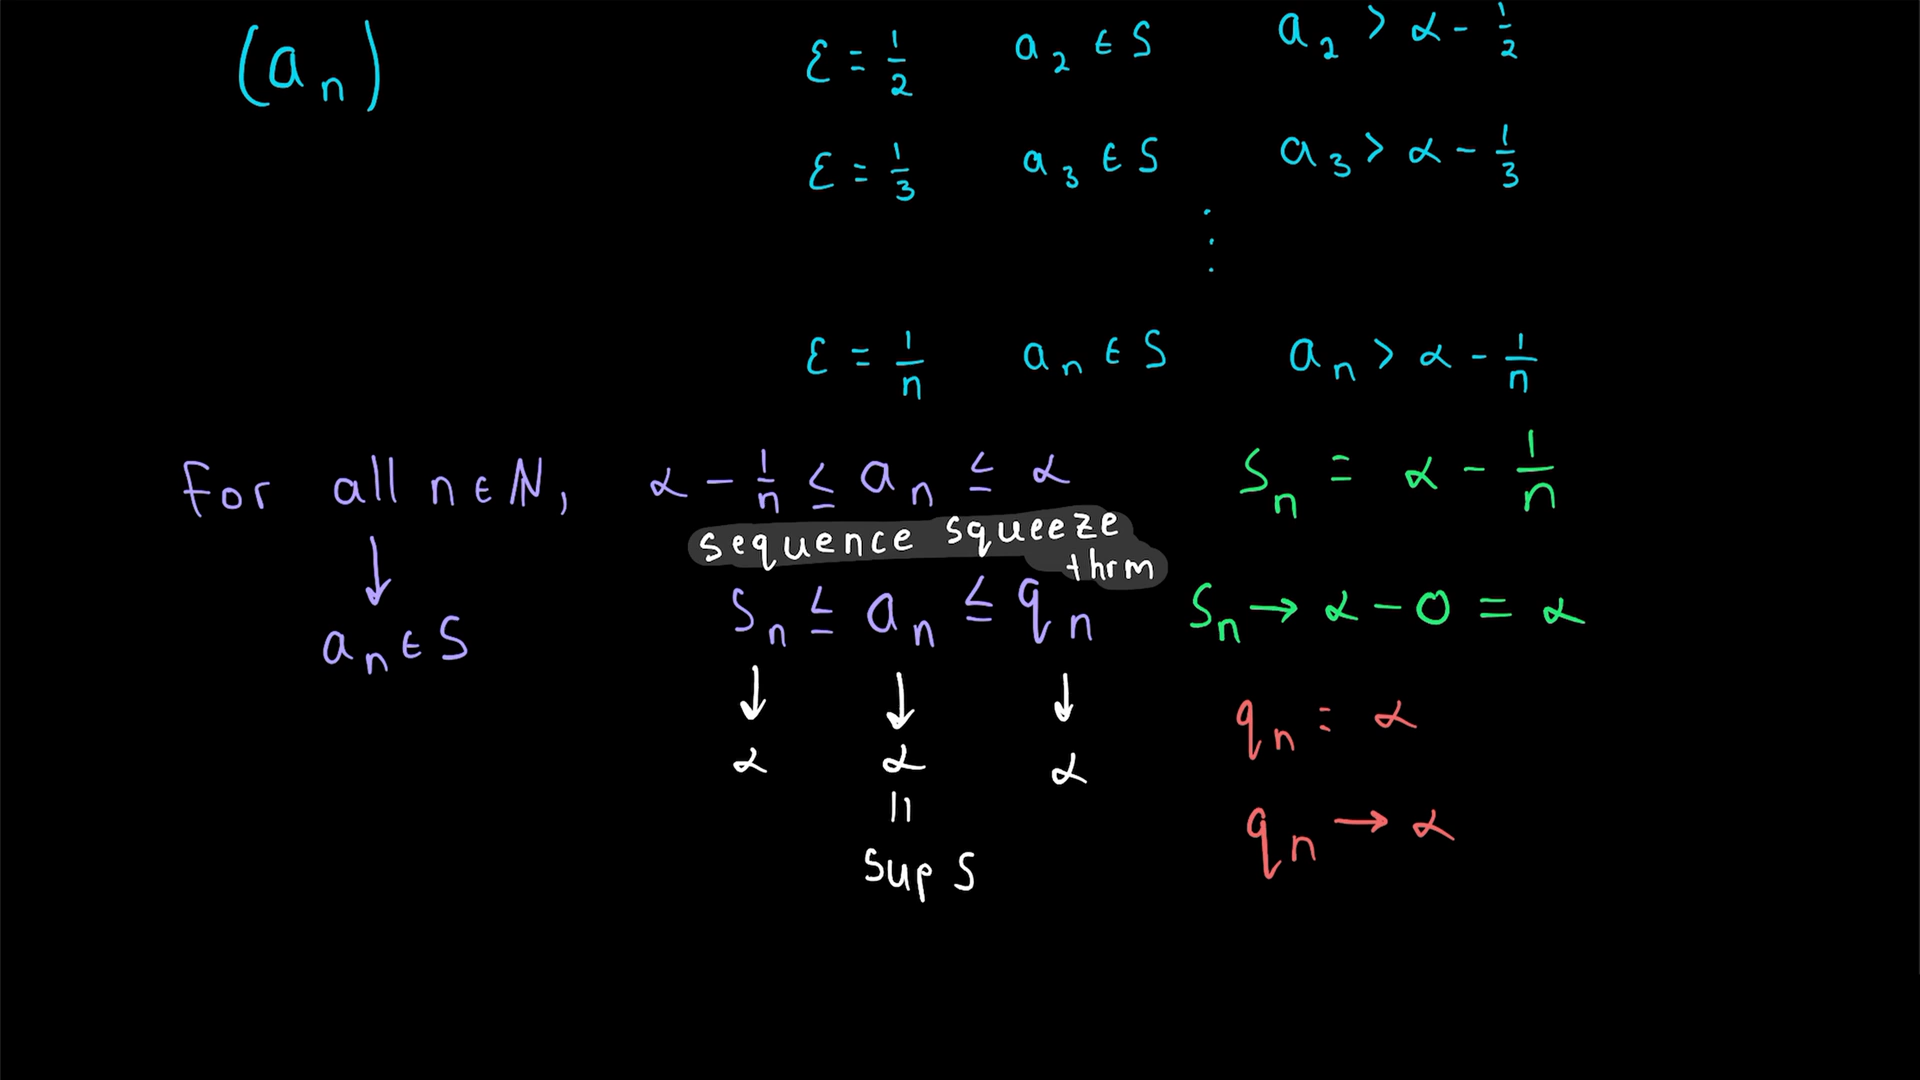 (aₙ)
ε = 1/2 a₂ ∈ S a₂ > α - 1/2
ε = 1/3 a₃ ∈ S a₃ > α - 1/3
⋮
ε = 1/n aₙ ∈ S aₙ > α - 1/n
For all n ∈ ℕ, α - 1/n ≤ aₙ ≤ α
Sₙ = α - 1/n
sequence squeeze
thrm
Sₙ ≤ aₙ ≤ qₙ
Sₙ → α - 0 = α
↓
aₙ ∈ S
↓ ↓ ↓
α α α
=
Sup S
qₙ = α
qₙ → α